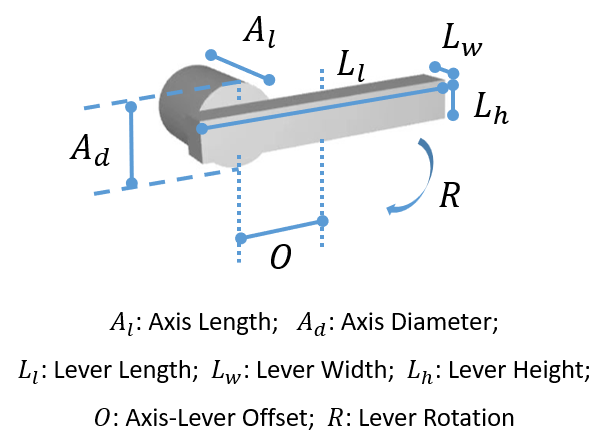 A_l
L_w
L_l
L_h
A_d
R
O
A_l: Axis Length; A_d: Axis Diameter;
L_l: Lever Length; L_w: Lever Width; L_h: Lever Height;
O: Axis-Lever Offset; R: Lever Rotation